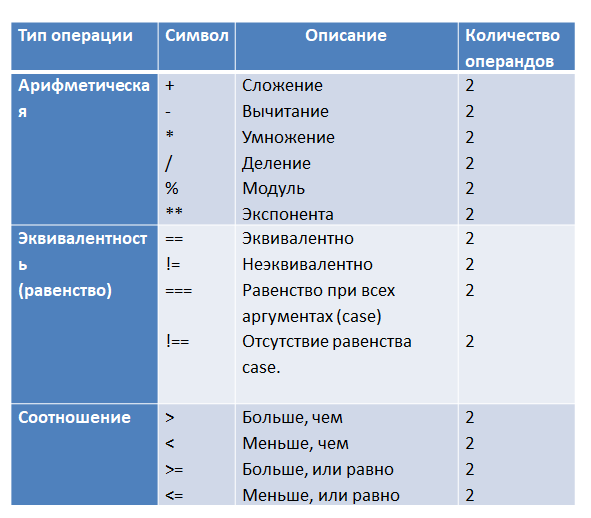 Тип операции Символ Описание Количество
операндов
Арифметическа + Сложение 2
я - Вычитание 2
* Умножение 2
/ Деление 2
% Модуль 2
** Экспонента 2
Эквивалентност == Эквивалентно 2
ь != Неэквивалентно 2
(равенство) === Равенство при всех 2
аргументах (case)
!== Отсутствие равенства 2
case.
Соотношение > Больше, чем 2
< Меньше, чем 2
>= Больше, или равно 2
<= Меньше, или равно 2